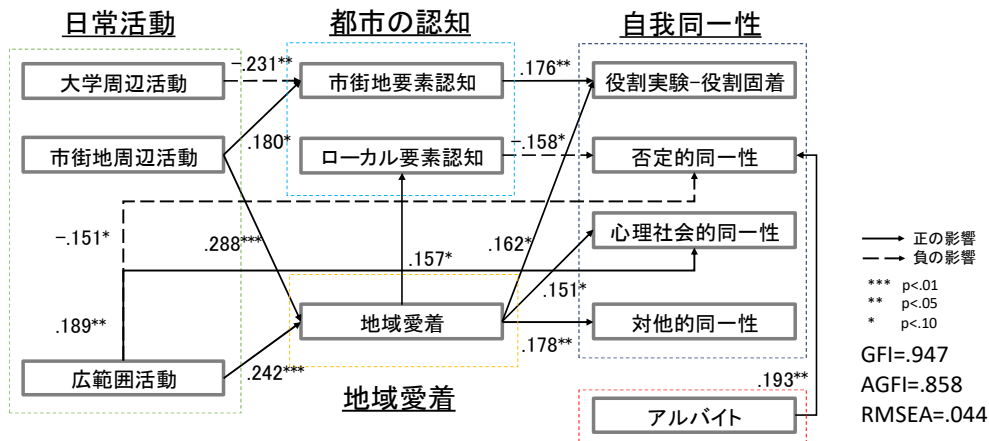 日常活動
都市の認知
自我同一性
大学周辺活動
−.231**
市街地要素認知
.176**
役割実験-役割固着
市街地周辺活動
.180*
ローカル要素認知
−.158*
否定的同一性
−.151*
.288***
.157*
.162*
心理社会的同一性
.151*
.189**
地域愛着
対他的同一性
.178**
広範囲活動
.242***
地域愛着
.193**
アルバイト
正の影響
負の影響
*** p<.01
** p<.05
* p<.10
GFI=.947
AGFI=.858
RMSEA=.044